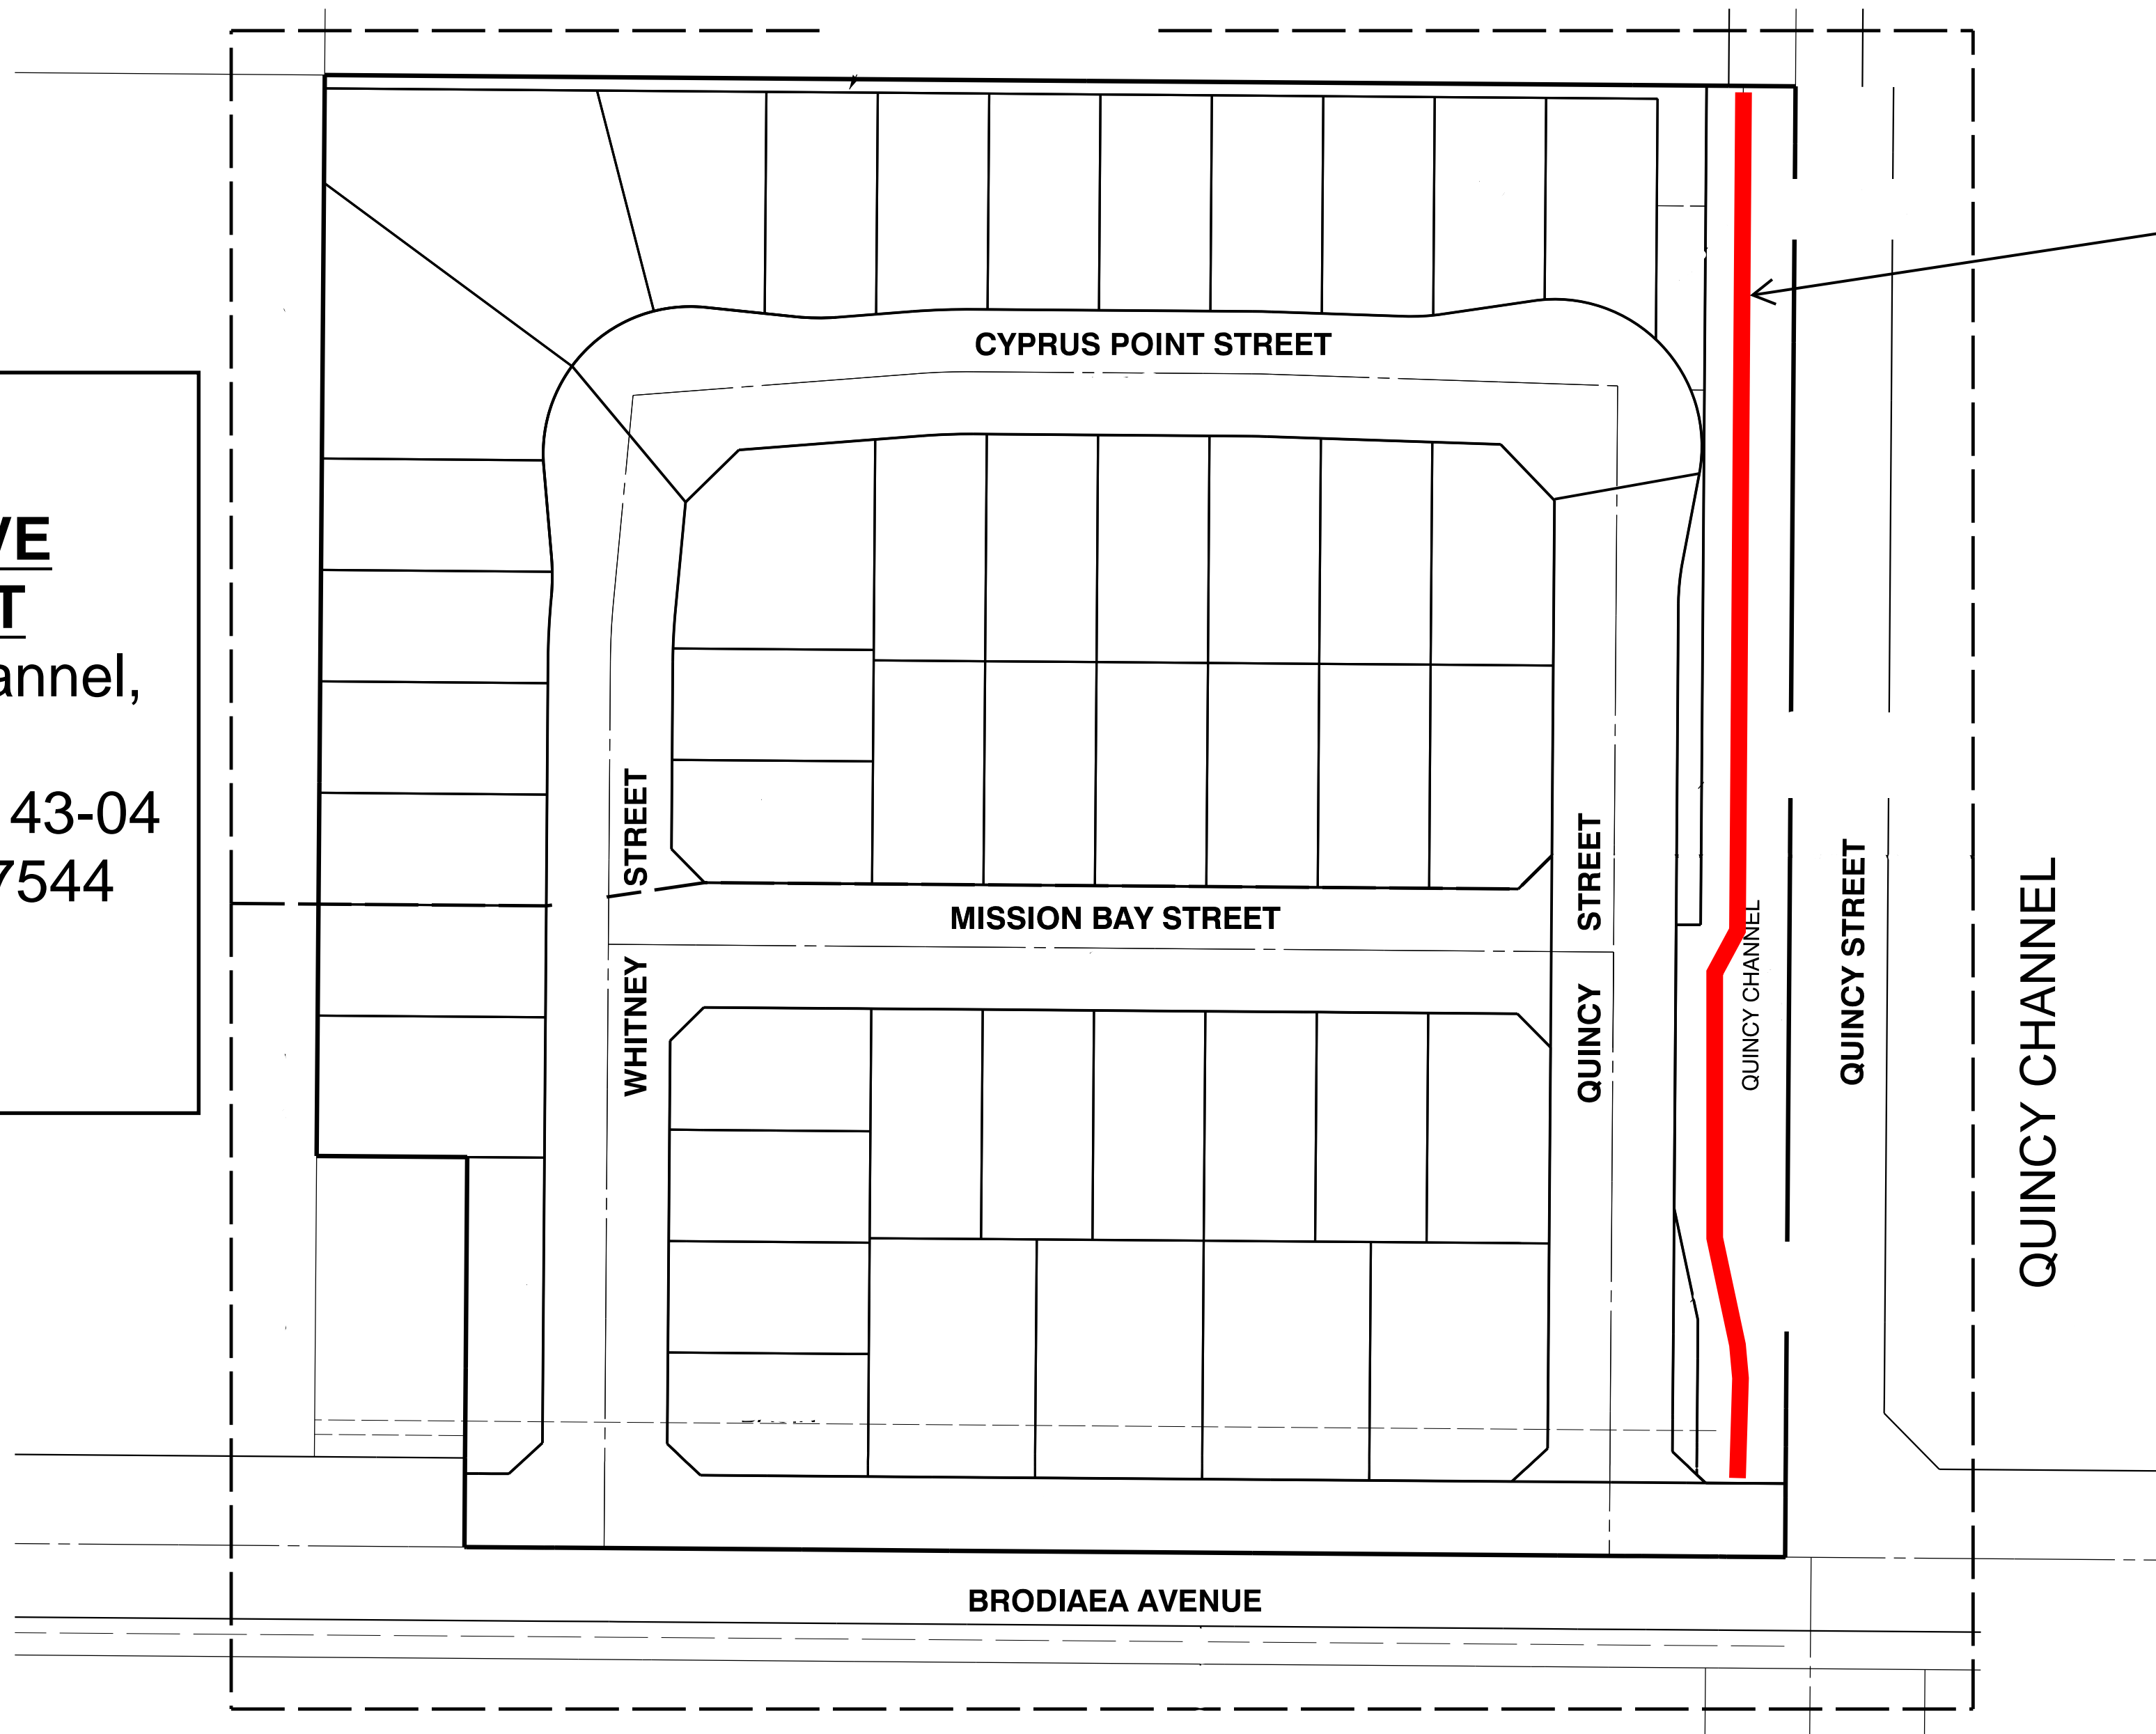 VE
T
annel,
43-04
7544
CYPRUS POINT STREET
STREET
WHITNEY
MISSION BAY STREET
STREET
QUINCY
QUINCY CHANNEL
QUINCY STREET
QUINCY CHANNEL
BRODIAEA AVENUE